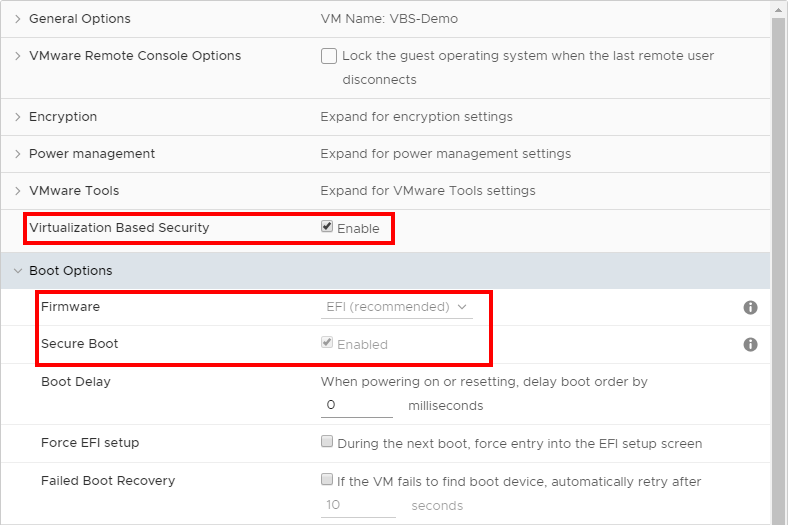 General Options VM Name: VBS-Demo
VMware Remote Console Options Lock the guest operating system when the last remote user
disconnects
Encryption Expand for encryption settings
Power management Expand for power management settings
VMware Tools Expand for VMware Tools settings
Virtualization Based Security Enable
Boot Options
Firmware EFI (recommended)
Secure Boot Enabled
Boot Delay When powering on or resetting, delay boot order by
0 milliseconds
Force EFI setup During the next boot, force entry into the EFI setup screen
Failed Boot Recovery If the VM fails to find boot device, automatically retry after
10 seconds